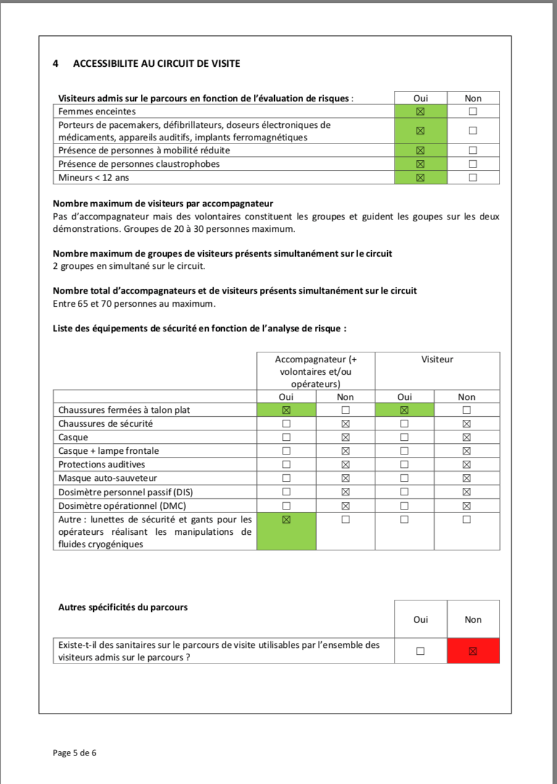 4 ACCESSIBILITE AU CIRCUIT DE VISITE
Visiteurs admis sur le parcours en fonction de l'évaluation de risques : Oui Non
Femmes enceintes ☒ ☐
Porteurs de pacemakers, défibrillateurs, doseurs électroniques de
médicaments, appareils auditifs, implants ferromagnétiques ☒ ☐
Présence de personnes à mobilité réduite ☒ ☐
Présence de personnes claustrophobes ☒ ☐
Mineurs < 12 ans ☒ ☐
Nombre maximum de visiteurs par accompagnateur
Pas d'accompagnateur mais des volontaires constituent les groupes et guident les goupes sur les deux
démonstrations. Groupes de 20 à 30 personnes maximum.
Nombre maximum de groupes de visiteurs présents simultanément sur le circuit
2 groupes en simultané sur le circuit.
Nombre total d'accompagnateurs et de visiteurs présents simultanément sur le circuit
Entre 65 et 70 personnes au maximum.
Liste des équipements de sécurité en fonction de l'analyse de risque :
Accompagnateur (+ Visiteur
volontaires et/ou
opérateurs)
Oui Non Oui Non
Chaussures fermées à talon plat ☒ ☐ ☒ ☐
Chaussures de sécurité ☐ ☒ ☐ ☒
Casque ☐ ☒ ☐ ☒
Casque + lampe frontale ☐ ☒ ☐ ☒
Protections auditives ☐ ☒ ☐ ☒
Masque auto-sauveteur ☐ ☒ ☐ ☒
Dosimètre personnel passif (DIS) ☐ ☒ ☐ ☒
Dosimètre opérationnel (DMC) ☐ ☒ ☐ ☒
Autre : lunettes de sécurité et gants pour les ☒ ☐ ☐ ☐
opérateurs réalisant les manipulations de
fluides cryogéniques
Autres spécificités du parcours
Oui Non
Existe-t-il des sanitaires sur le parcours de visite utilisables par l'ensemble des
visiteurs admis sur le parcours ? ☐ ☒
Page 5 de 6